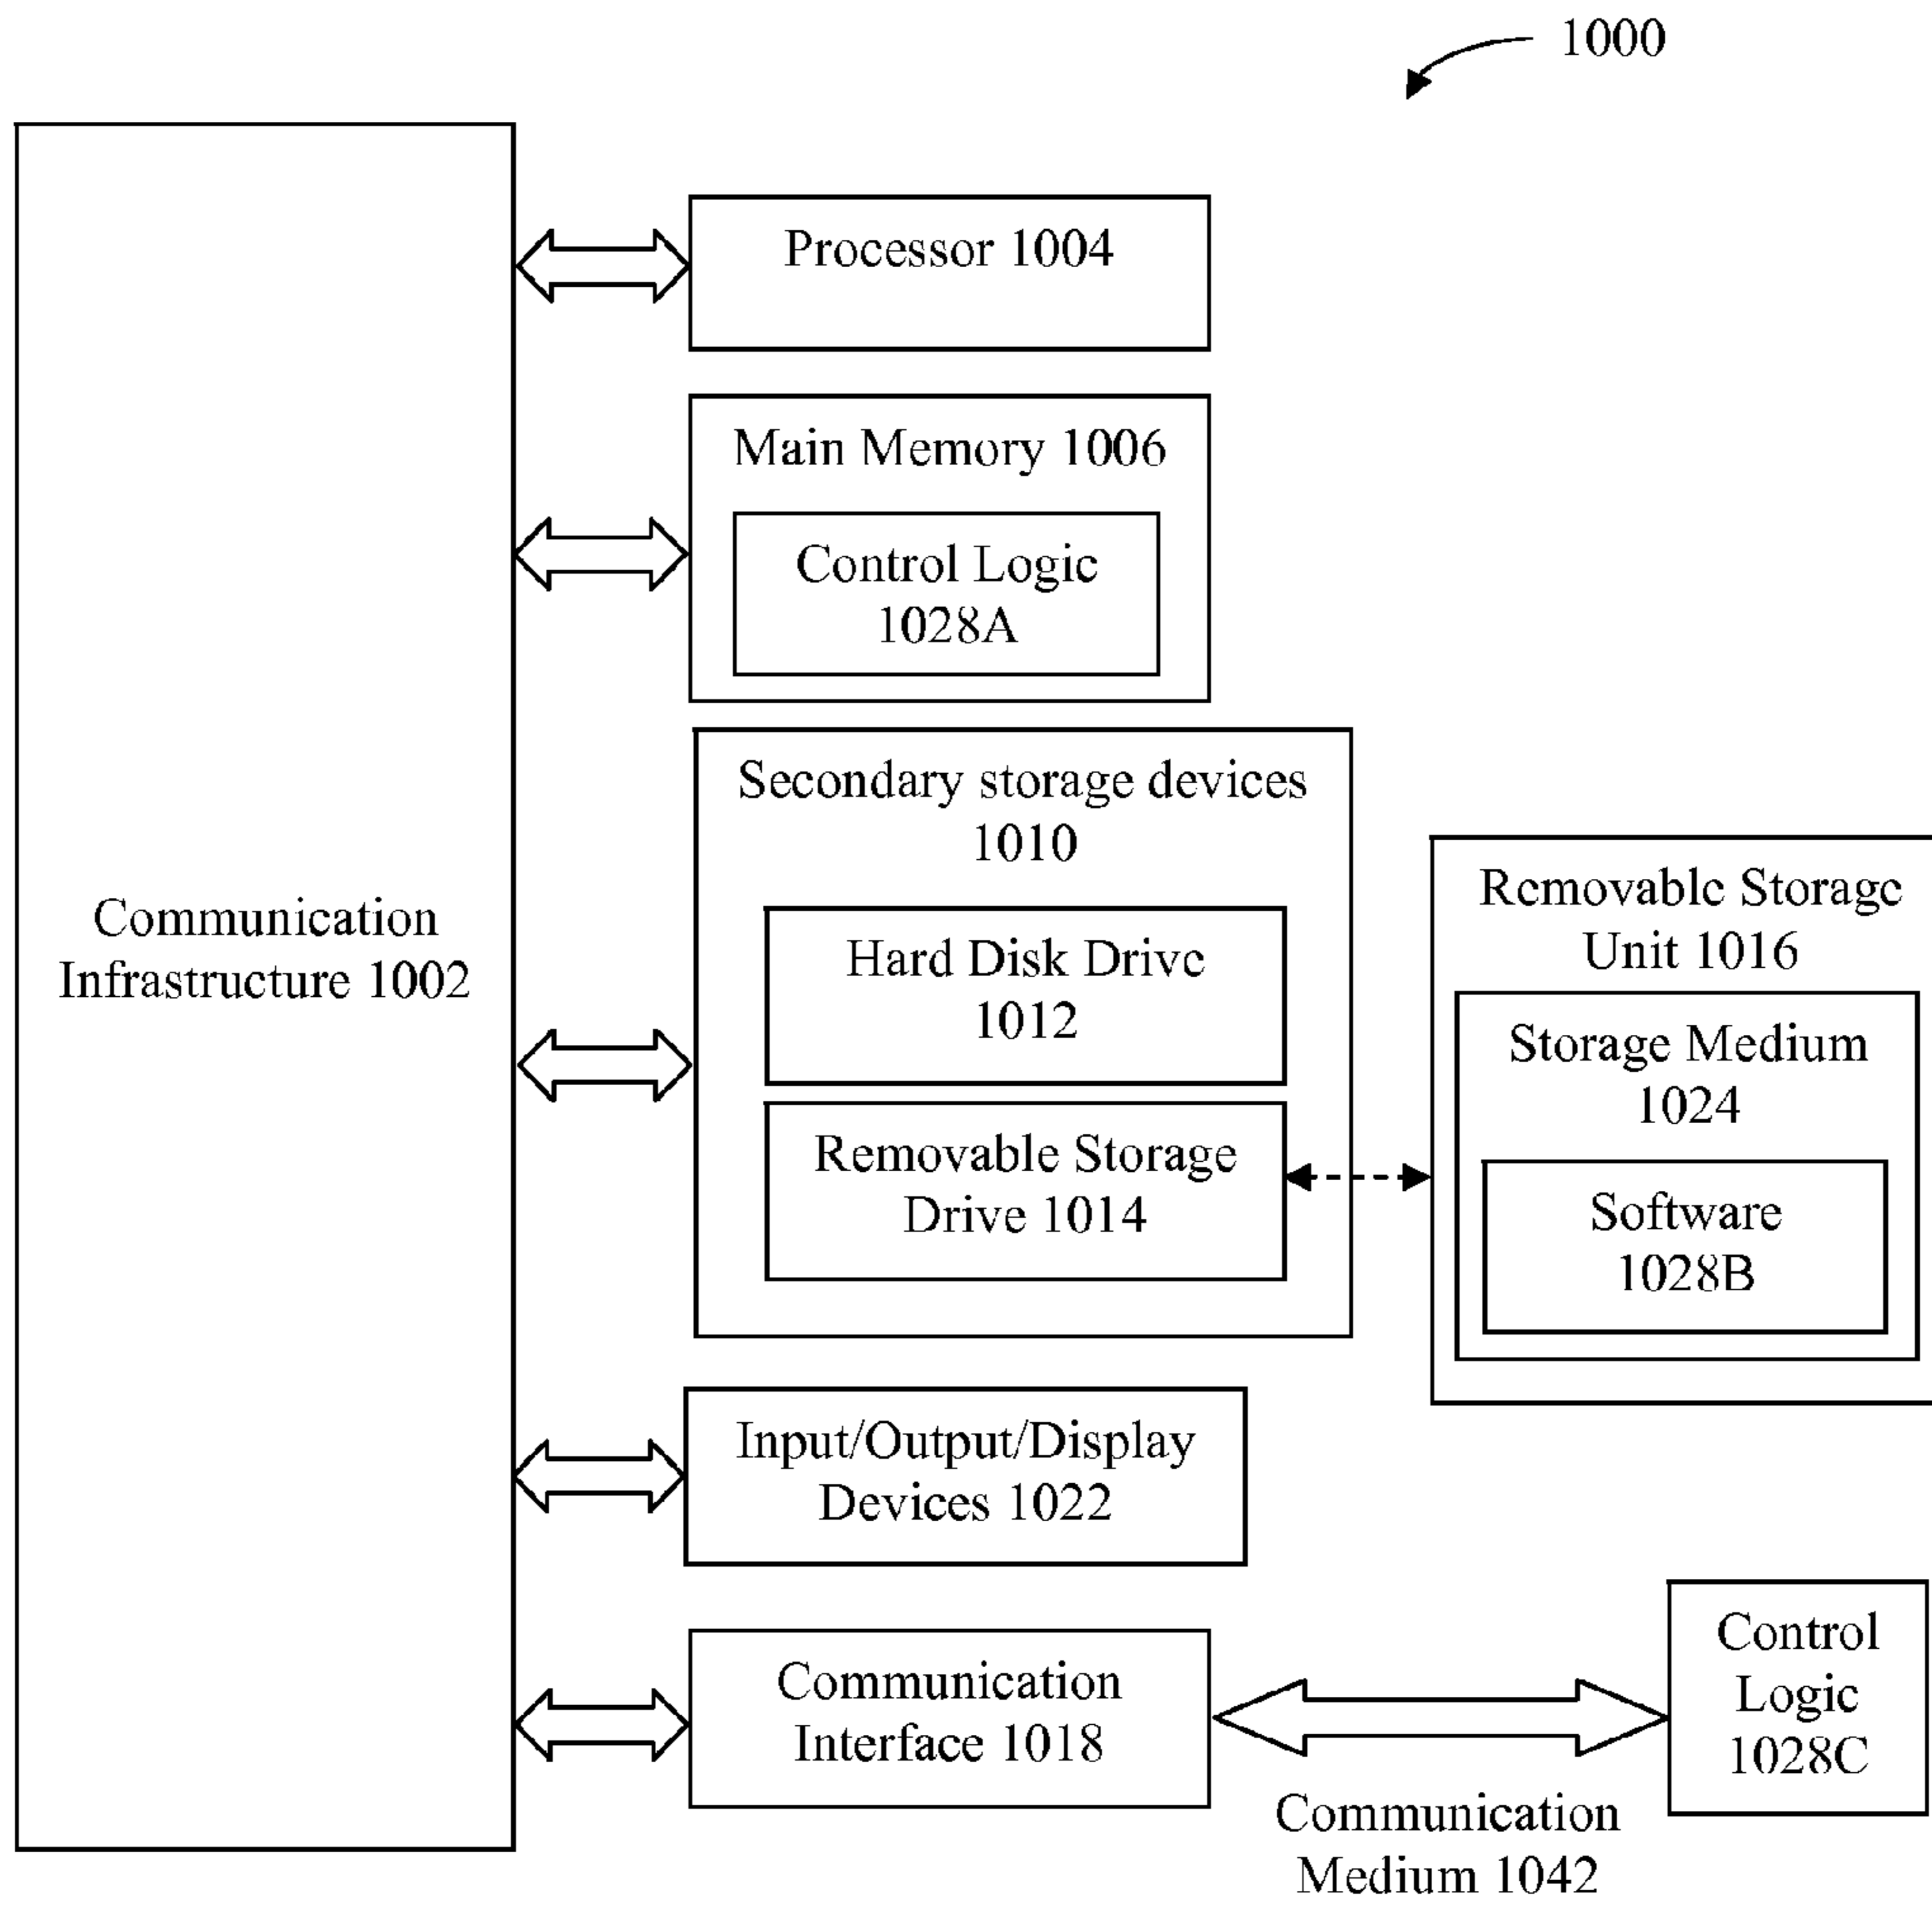 1000
Processor 1004
Main Memory 1006
Control Logic
1028A
Communication
Infrastructure 1002
Secondary storage devices
1010
Hard Disk Drive
1012
Removable Storage
Drive 1014
Removable Storage
Unit 1016
Storage Medium
1024
Software
1028B
Input/Output/Display
Devices 1022
Communication
Interface 1018
Communication
Medium 1042
Control
Logic
1028C